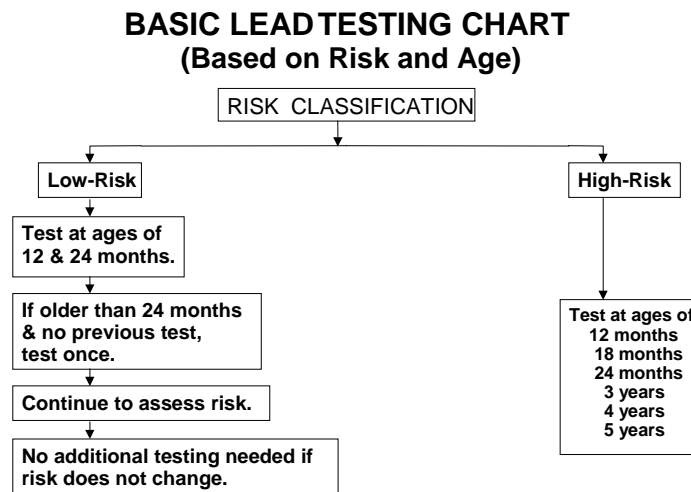 BASIC LEAD TESTING CHART
(Based on Risk and Age)
RISK CLASSIFICATION
Low-Risk
High-Risk
Test at ages of
12 & 24 months.
If older than 24 months
& no previous test,
test once.
Continue to assess risk.
No additional testing needed if
risk does not change.
Test at ages of
12 months
18 months
24 months
3 years
4 years
5 years